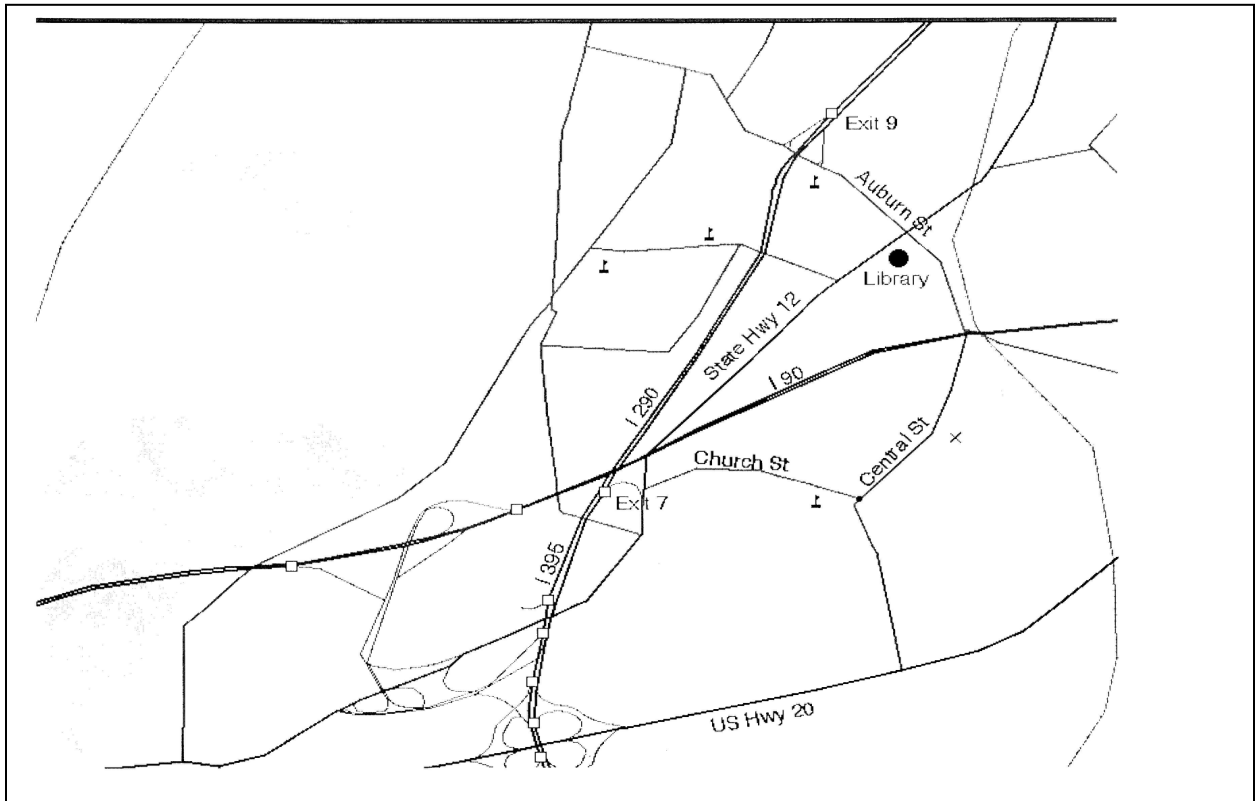 Exit 9
Auburn St
Library
State Hwy 12
I 90
I 290
Church St
Central St
Exit 7
I 395
US Hwy 20